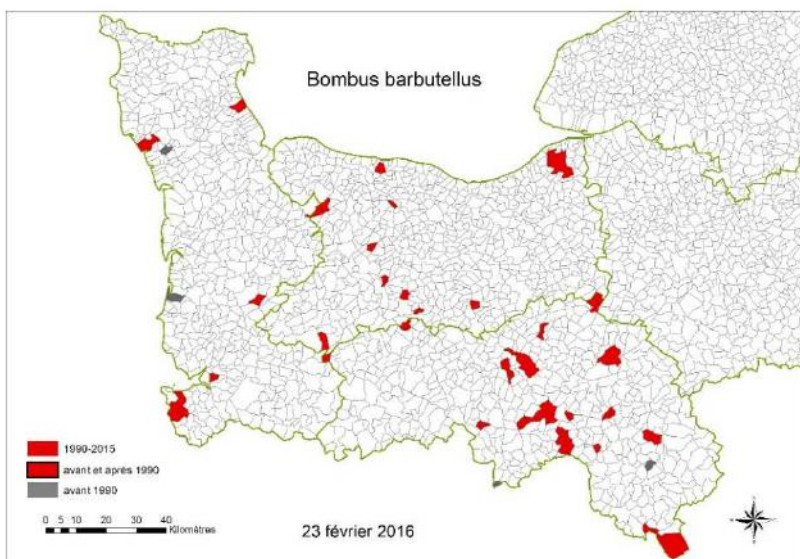 Bombus barbutellus
1990-2015
avant et après 1990
avant 1990
0 5 10 20 30 40
Kilomètres
23 février 2016